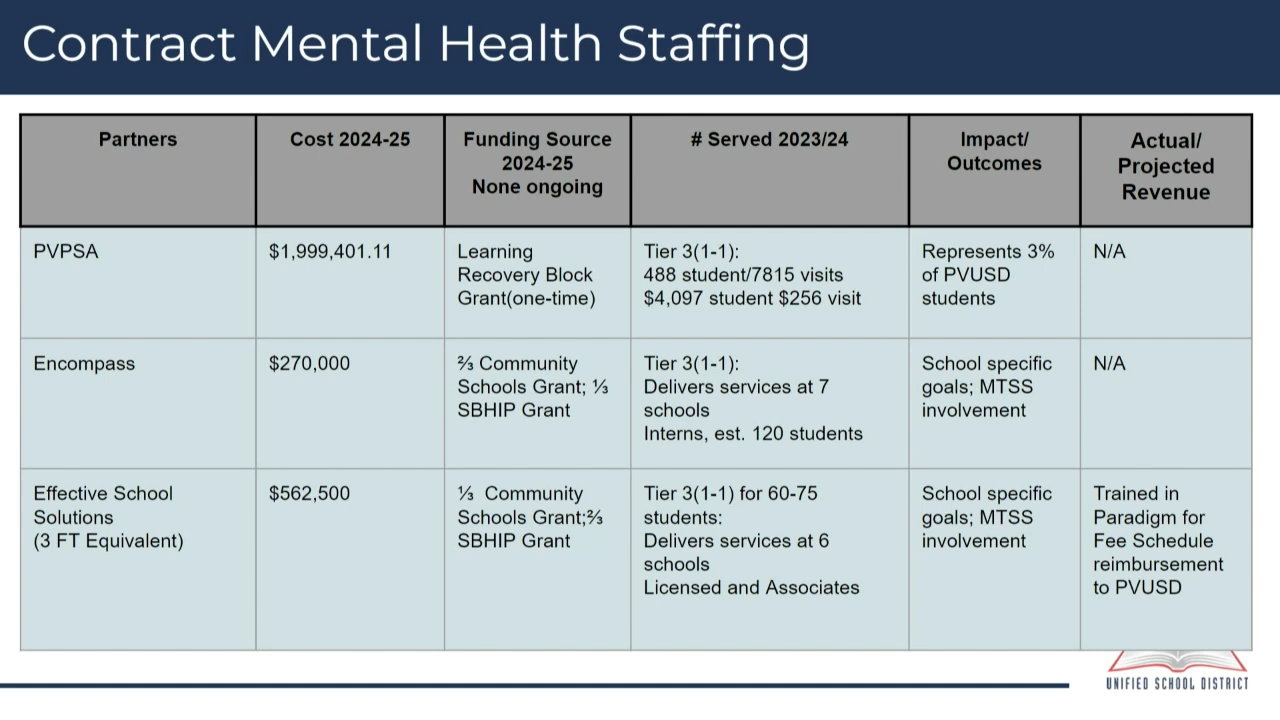 Contract Mental Health Staffing
Partners
Cost 2024-25
Funding Source
2024-25
None ongoing
# Served 2023/24
Impact/
Outcomes
Actual/
Projected
Revenue
PVPSA
$1,999,401.11
Learning
Recovery Block
Grant(one-time)
Tier 3(1-1):
488 student/7815 visits
$4,097 student $256 visit
Represents 3%
of PVUSD
students
N/A
Encompass
$270,000
⅔ Community
Schools Grant; ⅓
SBHIP Grant
Tier 3(1-1):
Delivers services at 7
schools
Interns, est. 120 students
School specific
goals; MTSS
involvement
N/A
Effective School
Solutions
(3 FT Equivalent)
$562,500
⅓  Community
Schools Grant;⅔
SBHIP Grant
Tier 3(1-1) for 60-75
students:
Delivers services at 6
schools
Licensed and Associates
School specific
goals; MTSS
involvement
Trained in
Paradigm for
Fee Schedule
reimbursement
to PVUSD
UNIFIED SCHOOL DISTRICT